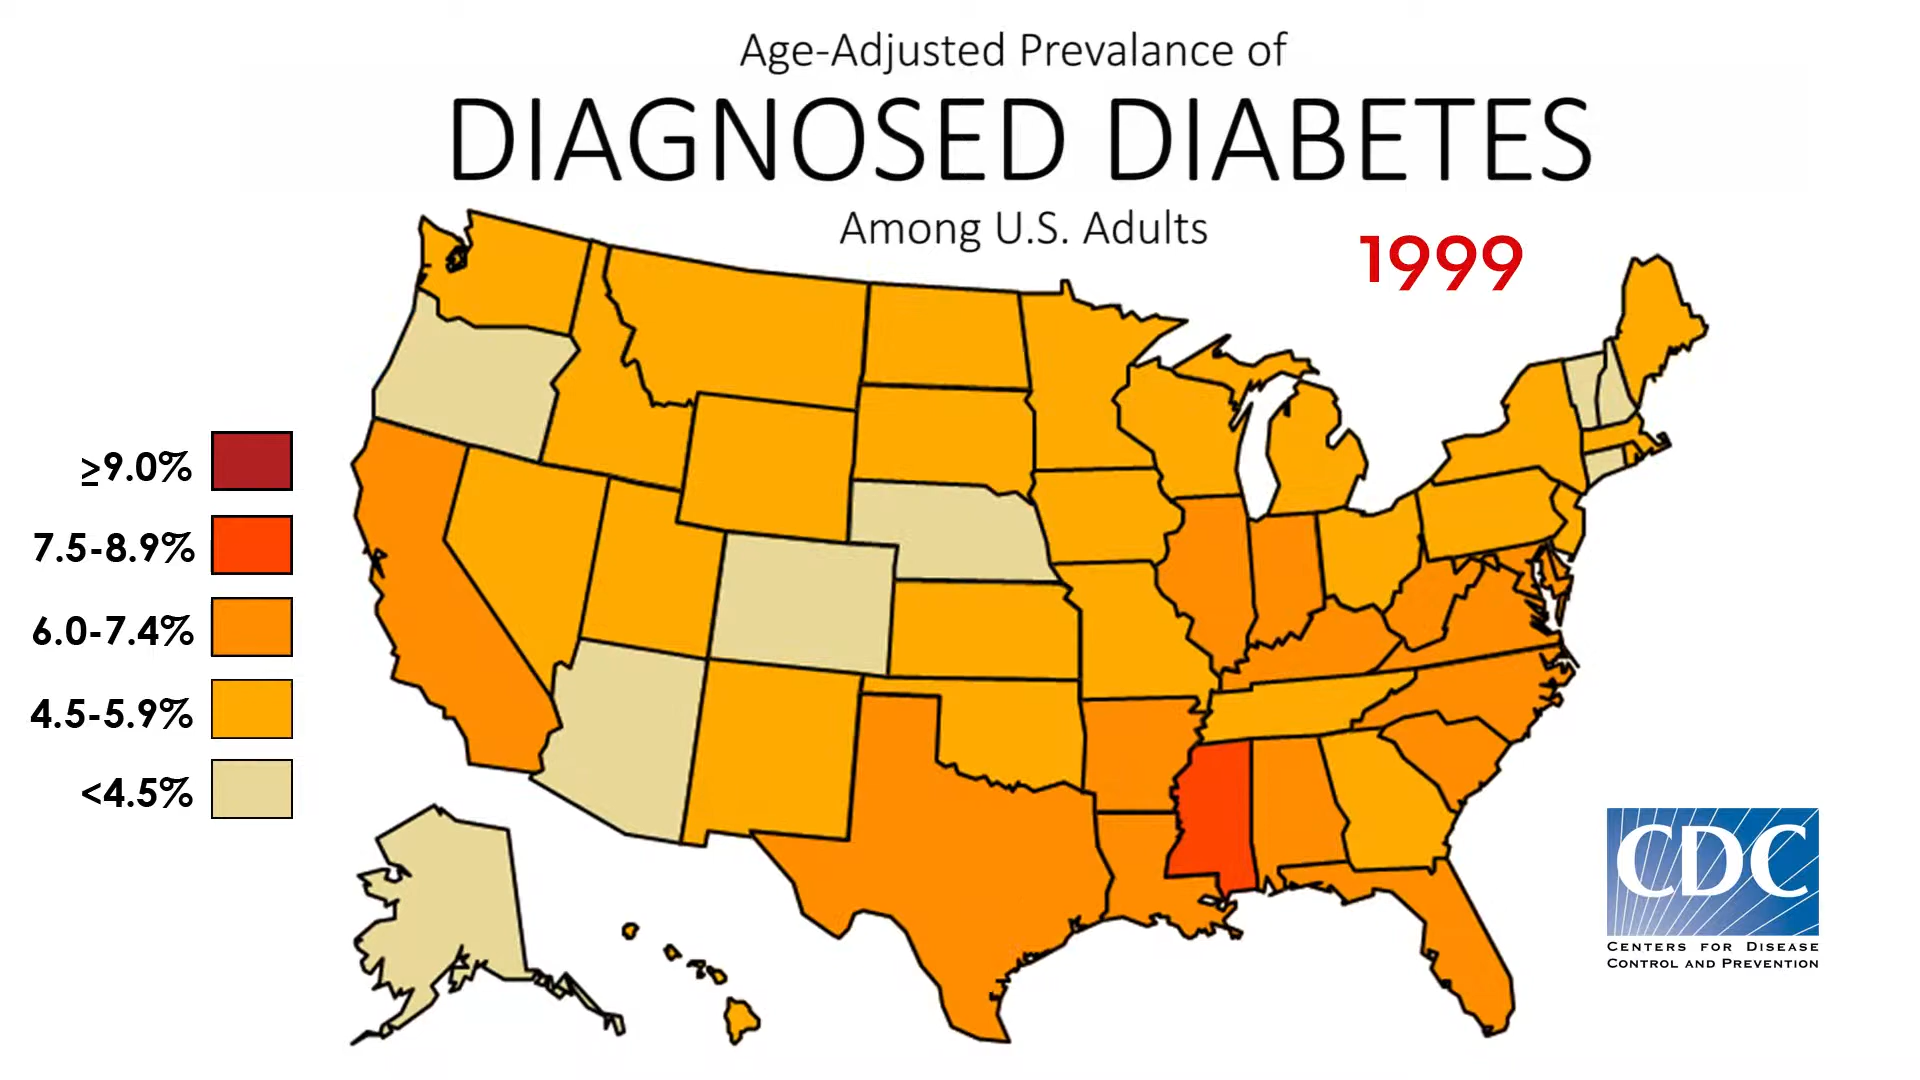 Age-Adjusted Prevalance of
DIAGNOSED DIABETES
Among U.S. Adults
1999
≥9.0%
7.5-8.9%
6.0-7.4%
4.5-5.9%
<4.5%
CDC
CENTERS FOR DISEASE
CONTROL AND PREVENTION